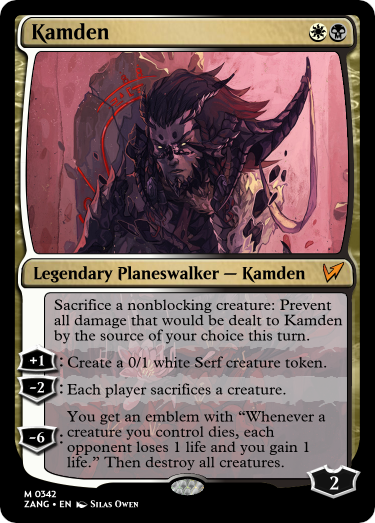 Kamden
Legendary Planeswalker — Kamden
Sacrifice a nonblocking creature: Prevent
all damage that would be dealt to Kamden
by the source of your choice this turn.
+1: Create a 0/1 white Serf creature token.
-2: Each player sacrifices a creature.
You get an emblem with “Whenever a
creature you control dies, each
-6: opponent loses 1 life and you gain 1
life.” Then destroy all creatures.
2
M 0342
ZANG • EN Silas Owen